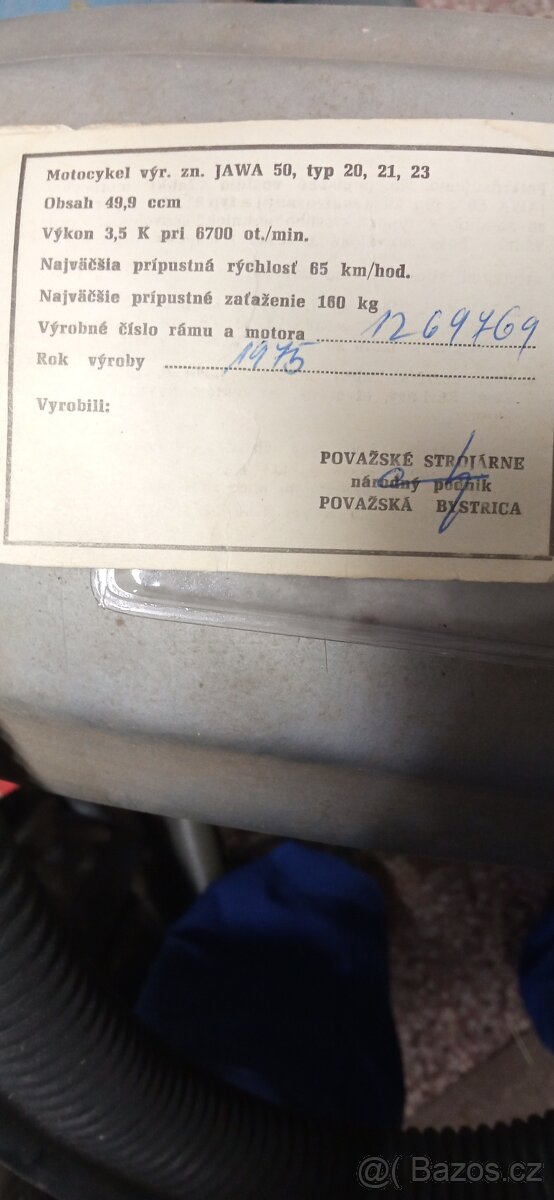 Motocykel výr. zn. JAWA 50, typ 20, 21, 23
Obsah 49,9 ccm
Výkon 3,5 K pri 6700 ot./min.
Najväčšia prípustná rýchlosť 65 km/hod.
Najväčšie prípustné zaťaženie 160 kg
Výrobné číslo rámu a motora 1269769
Rok výroby 1975
Vyrobili:
POVAŽSKÉ STROJÁRNE
národný podnik
POVAŽSKÁ BYSTRICA
@( Bazos.cz